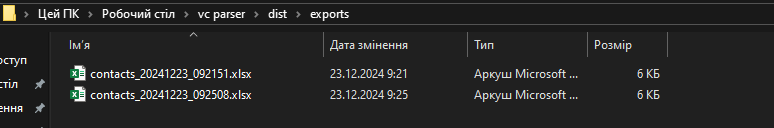 Цей ПК > Робочий стіл > vc parser > dist > exports
Ім'я Дата змінення Тип Розмір
contacts_20241223_092151.xlsx 23.12.2024 9:21 Аркуш Microsoft ... 6 КБ
contacts_20241223_092508.xlsx 23.12.2024 9:25 Аркуш Microsoft ... 6 КБ
оступ
стіл
ення